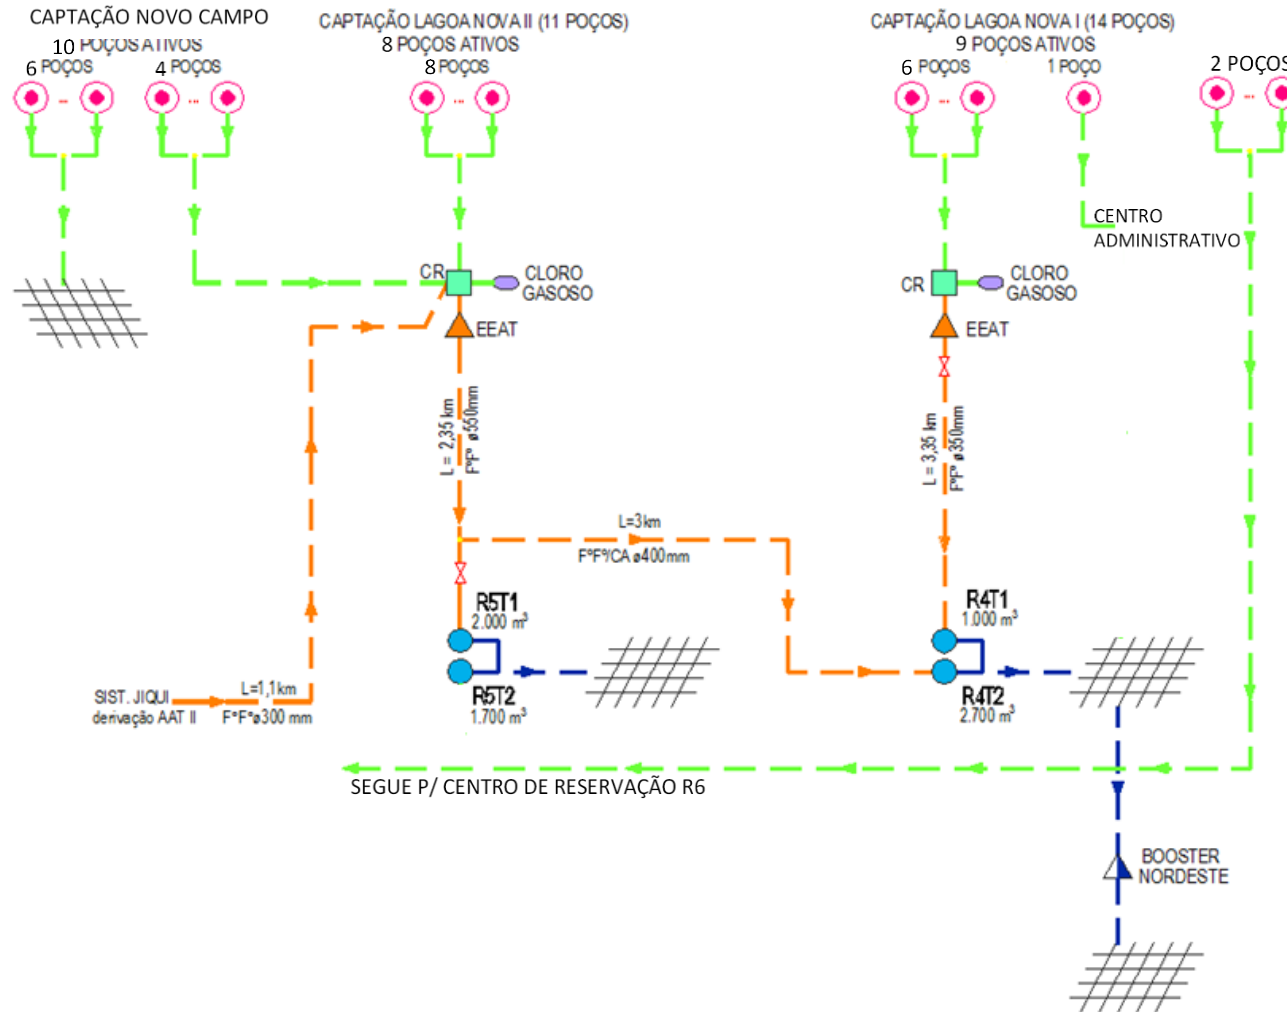 CAPTAÇÃO NOVO CAMPO
10 POÇOS ATIVOS
6 POÇOS
4 POÇOS
CAPTAÇÃO LAGOA NOVA II (11 POÇOS)
8 POÇOS ATIVOS
8 POÇOS
CAPTAÇÃO LAGOA NOVA I (14 POÇOS)
9 POÇOS ATIVOS
6 POÇOS
1 POÇO
2 POÇOS
CENTRO
ADMINISTRATIVO
CR
CLORO
GASOSO
EEAT
CR
CLORO
GASOSO
EEAT
L = 2,35 km
FºFº ø550mm
L = 3,35 km
FºFº ø350mm
L=3km
FºFº/CA ø400mm
R5T1
2.000 m³
R5T2
1.700 m³
R4T1
1.000 m³
R4T2
2.700 m³
SIST. JIQUI
derivação AAT II
L=1,1km
FºFºø300 mm
SEGUE P/ CENTRO DE RESERVAÇÃO R6
BOOSTER
NORDESTE